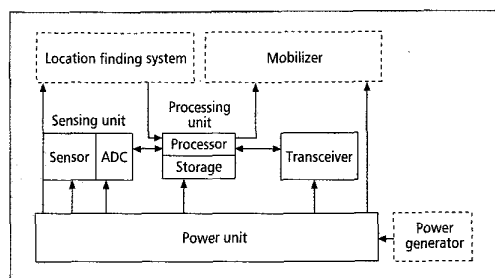 Location finding system
Mobilizer
Sensing unit
Processing
unit
Sensor
ADC
Processor
Storage
Transceiver
Power unit
Power
generator